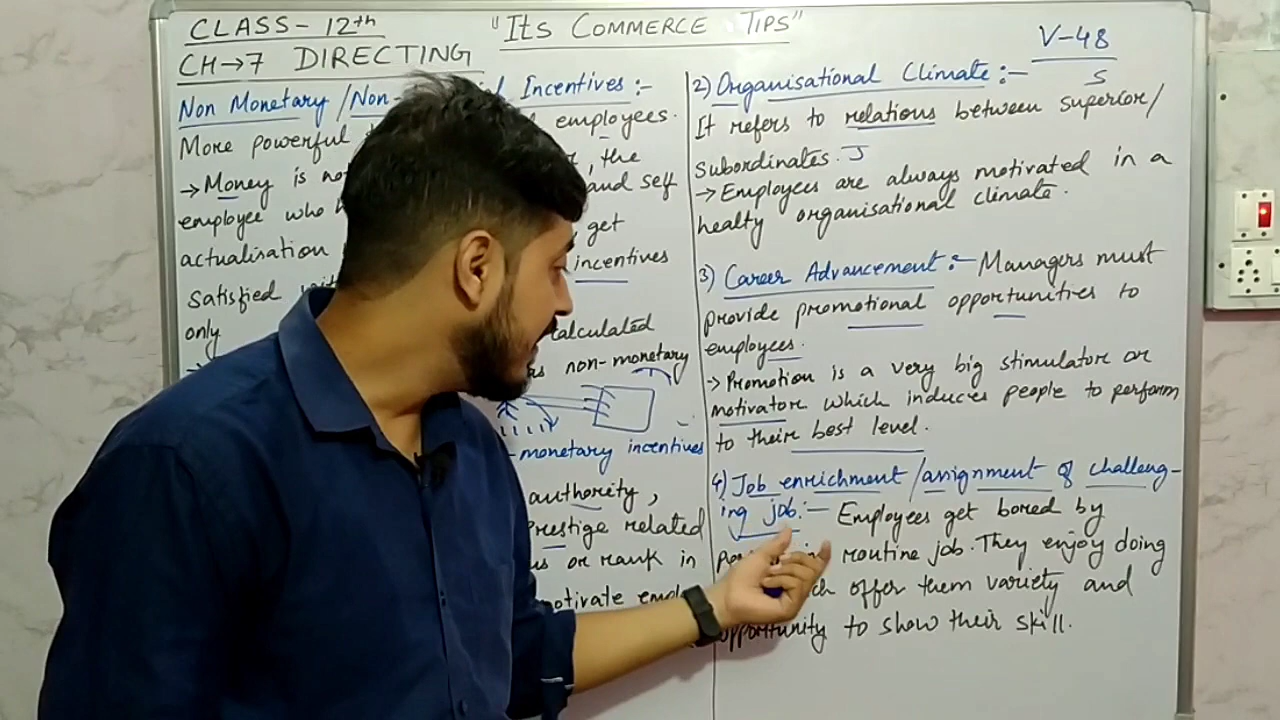 CLASS- 12th
"Its COMMERCE TIPS"
V-48
CH→7 DIRECTING
Non Monetary /Non- Incentives :-
More powerful employees.
→ Money is no , the
employee who and self
actualisation get
Satisfied incentives
only calculated
as non-monetary
-monetary incentives
authority,
Prestige related
us or rank in
motivate
2) Organisational Climate :-
S
It refers to relations between superior/
Subordinates. J
→ Employees are always motivated in a
healty organisational climate.
3) Career Advancement :- Managers must
provide promotional opportunities to
employees.
→ Promotion is a very big stimulator or
motivator which induces people to perform
to their best level.
4) Job enrichment /assignment of challeng-
ing job :- Employees get bored by
routine job. They enjoy doing
offer them variety and
opportunity to show their skill.